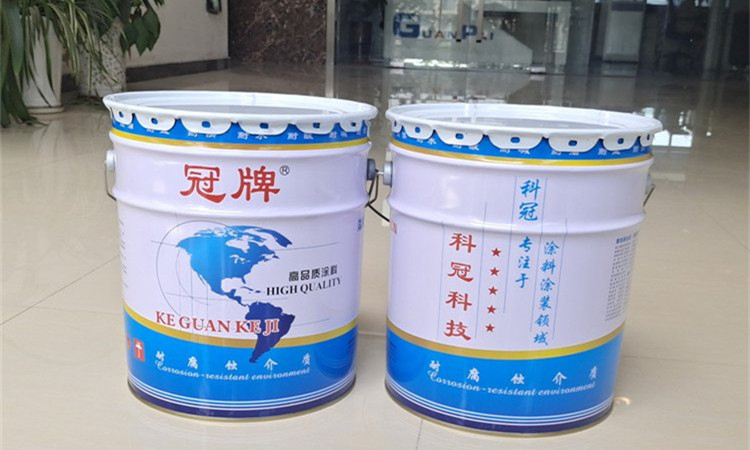 GUANPAI
冠牌®
高品质涂料
HIGH QUALITY
KE GUAN KE JI
耐腐蚀介质
Corrosion-resistant environment
科冠
专注于
涂料涂装领域
科冠科技
★★★★★
耐腐蚀介质
Corrosion-resistant environment